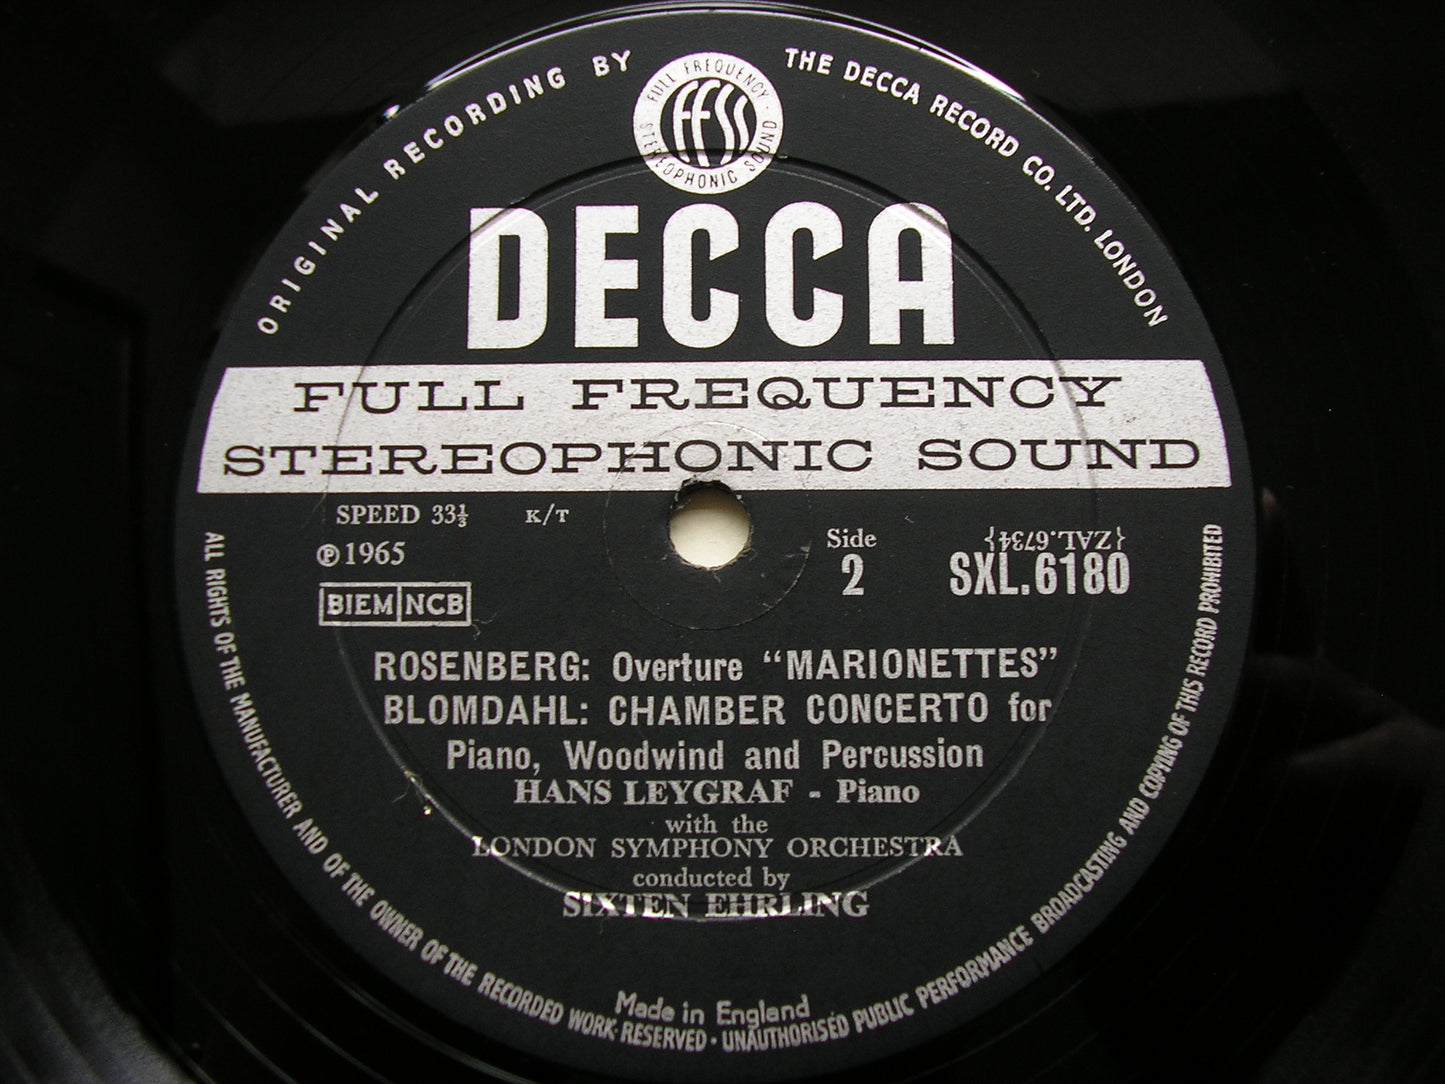 ORIGINAL RECORDING BY THE DECCA RECORD CO. LTD. LONDON
FULL FREQUENCY
STEREOPHONIC SOUND
FFSS
DECCA
FULL FREQUENCY
STEREOPHONIC SOUND
SPEED 33⅓ K/T
℗1965
BIEM NCB
Side
2
{ZAL.6734}
SXL.6180
ROSENBERG: Overture “MARIONETTES”
BLOMDAHL: CHAMBER CONCERTO for
Piano, Woodwind and Percussion
HANS LEYGRAF - Piano
with the
LONDON SYMPHONY ORCHESTRA
conducted by
SIXTEN EHRLING
Made in England
ALL RIGHTS OF THE MANUFACTURER AND OF THE OWNER OF THE RECORDED WORK RESERVED · UNAUTHORISED PUBLIC PERFORMANCE BROADCASTING AND COPYING OF THIS RECORD PROHIBITED